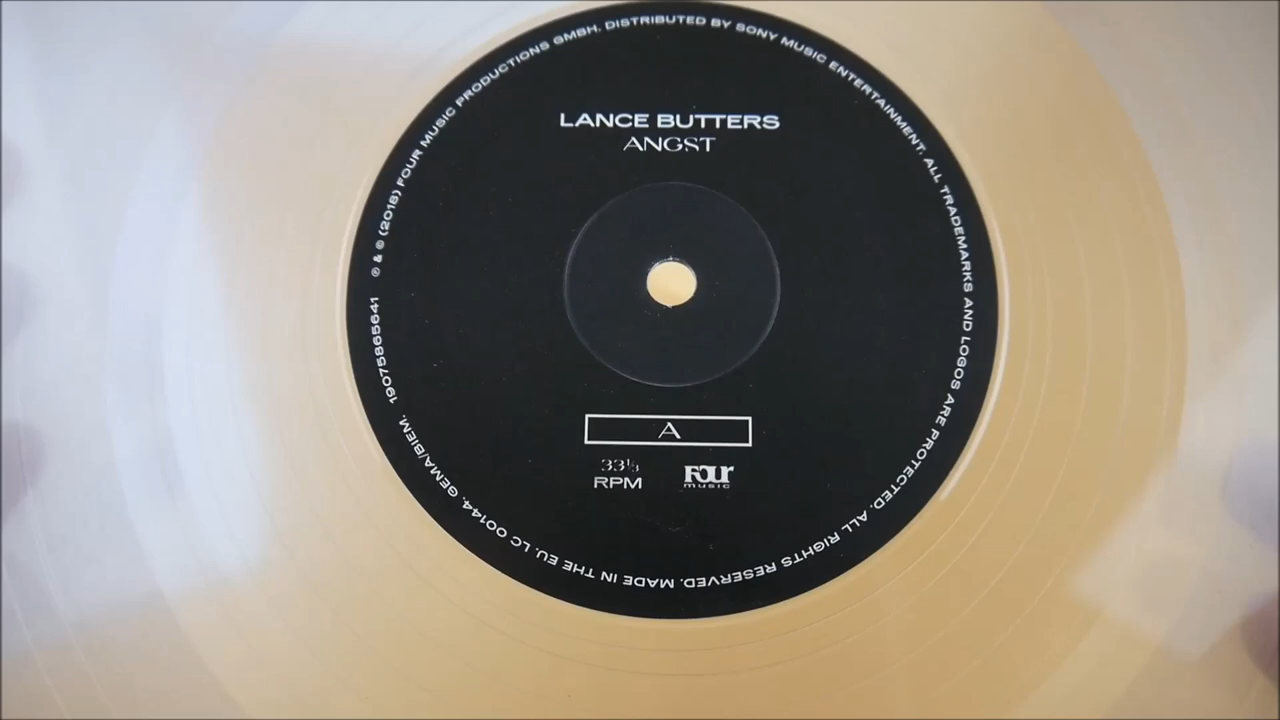 LANCE BUTTERS
ANGST
A
33⅓
RPM
Four
music
℗ & © (2018) FOUR MUSIC PRODUCTIONS GMBH. DISTRIBUTED BY SONY MUSIC ENTERTAINMENT. ALL TRADEMARKS AND LOGOS ARE PROTECTED. ALL RIGHTS RESERVED. MADE IN THE EU. LC 00144. GEMA/BIEM. 19075865641